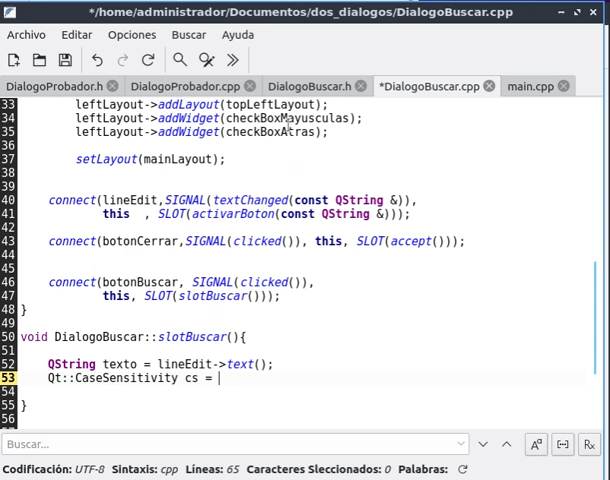 */home/administrador/Documentos/dos_dialogos/DialogoBuscar.cpp
Archivo Editar Opciones Buscar Ayuda
DialogoProbador.h DialogoProbador.cpp DialogoBuscar.h *DialogoBuscar.cpp main.cpp
33 leftLayout->addLayout(topLeftLayout);
34 leftLayout->addWidget(checkBoxMayusculas);
35 leftLayout->addWidget(checkBoxAtras);
36
37 setLayout(mainLayout);
38
39
40 connect(lineEdit,SIGNAL(textChanged(const QString &)),
41 this , SLOT(activarBoton(const QString &)));
42
43 connect(botonCerrar,SIGNAL(clicked()), this, SLOT(accept()));
44
45
46 connect(botonBuscar, SIGNAL(clicked()),
47 this, SLOT(slotBuscar()));
48 }
49
50 void DialogoBuscar::slotBuscar(){
51
52 QString texto = lineEdit->text();
53 Qt::CaseSensitivity cs =
54
55 }
56
Buscar...
Codificación: UTF-8 Sintaxis: cpp Líneas: 65 Caracteres Sleccionados: 0 Palabras: